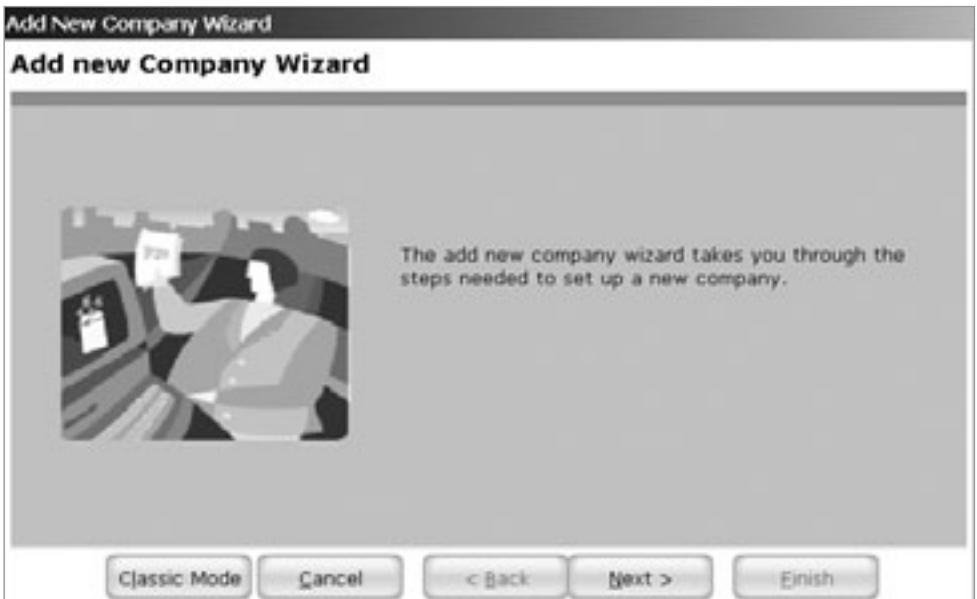 Add New Company Wizard
Add new Company Wizard
The add new company wizard takes you through the
steps needed to set up a new company.
Classic Mode
Cancel
< Back
Next >
Finish